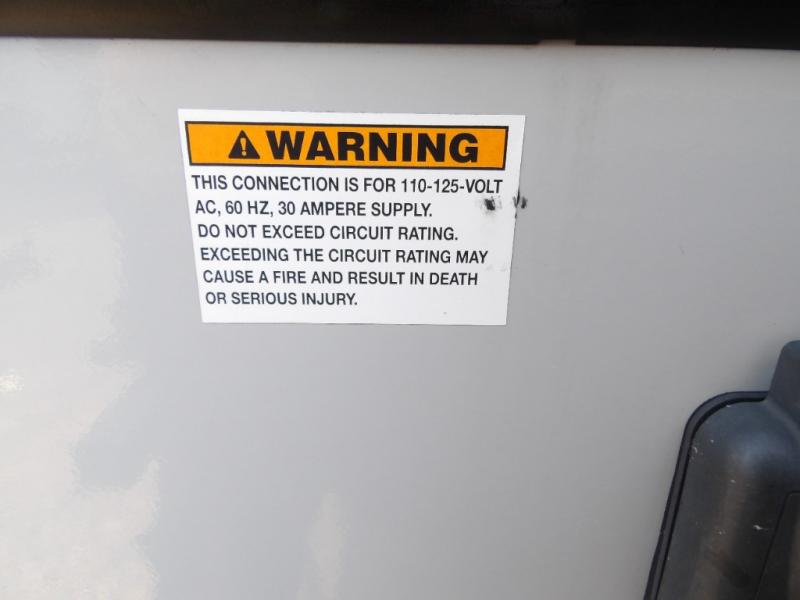 WARNING
THIS CONNECTION IS FOR 110-125-VOLT
AC, 60 HZ, 30 AMPERE SUPPLY.
DO NOT EXCEED CIRCUIT RATING.
EXCEEDING THE CIRCUIT RATING MAY
CAUSE A FIRE AND RESULT IN DEATH
OR SERIOUS INJURY.